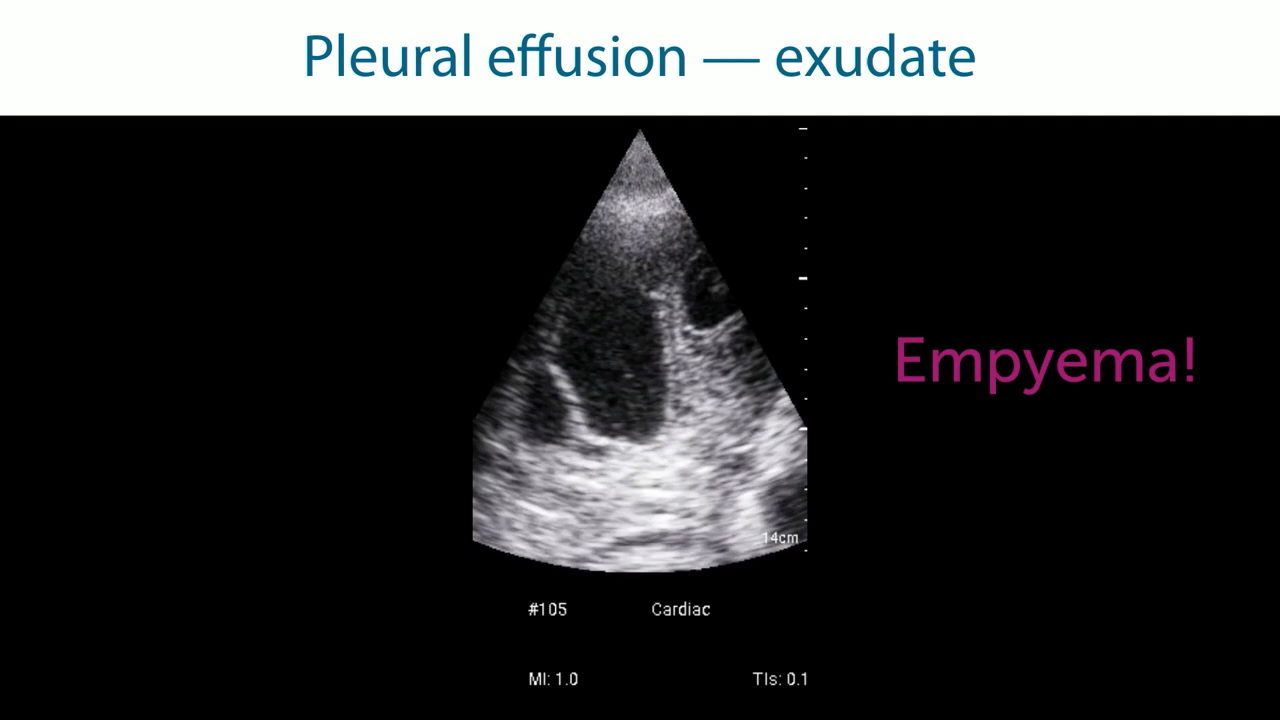 Pleural effusion — exudate
Empyema!
14cm
#105 Cardiac
MI: 1.0 TIs: 0.1